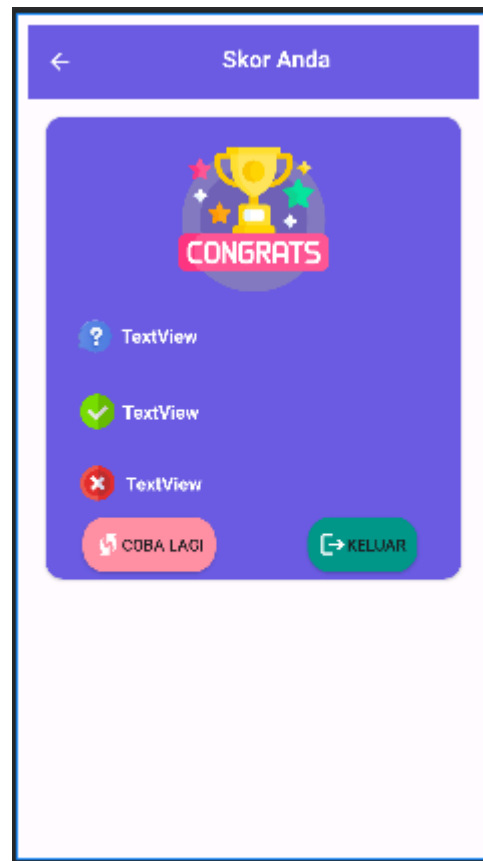 Skor Anda
CONGRATS
TextView
TextView
TextView
COBA LAGI
KELUAR